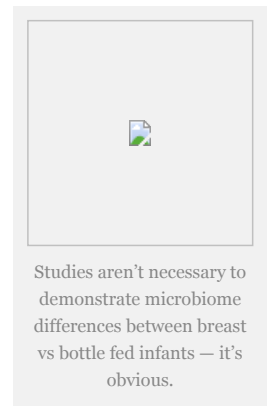 Studies aren’t necessary to
demonstrate microbiome
differences between breast
vs bottle fed infants — it’s
obvious.